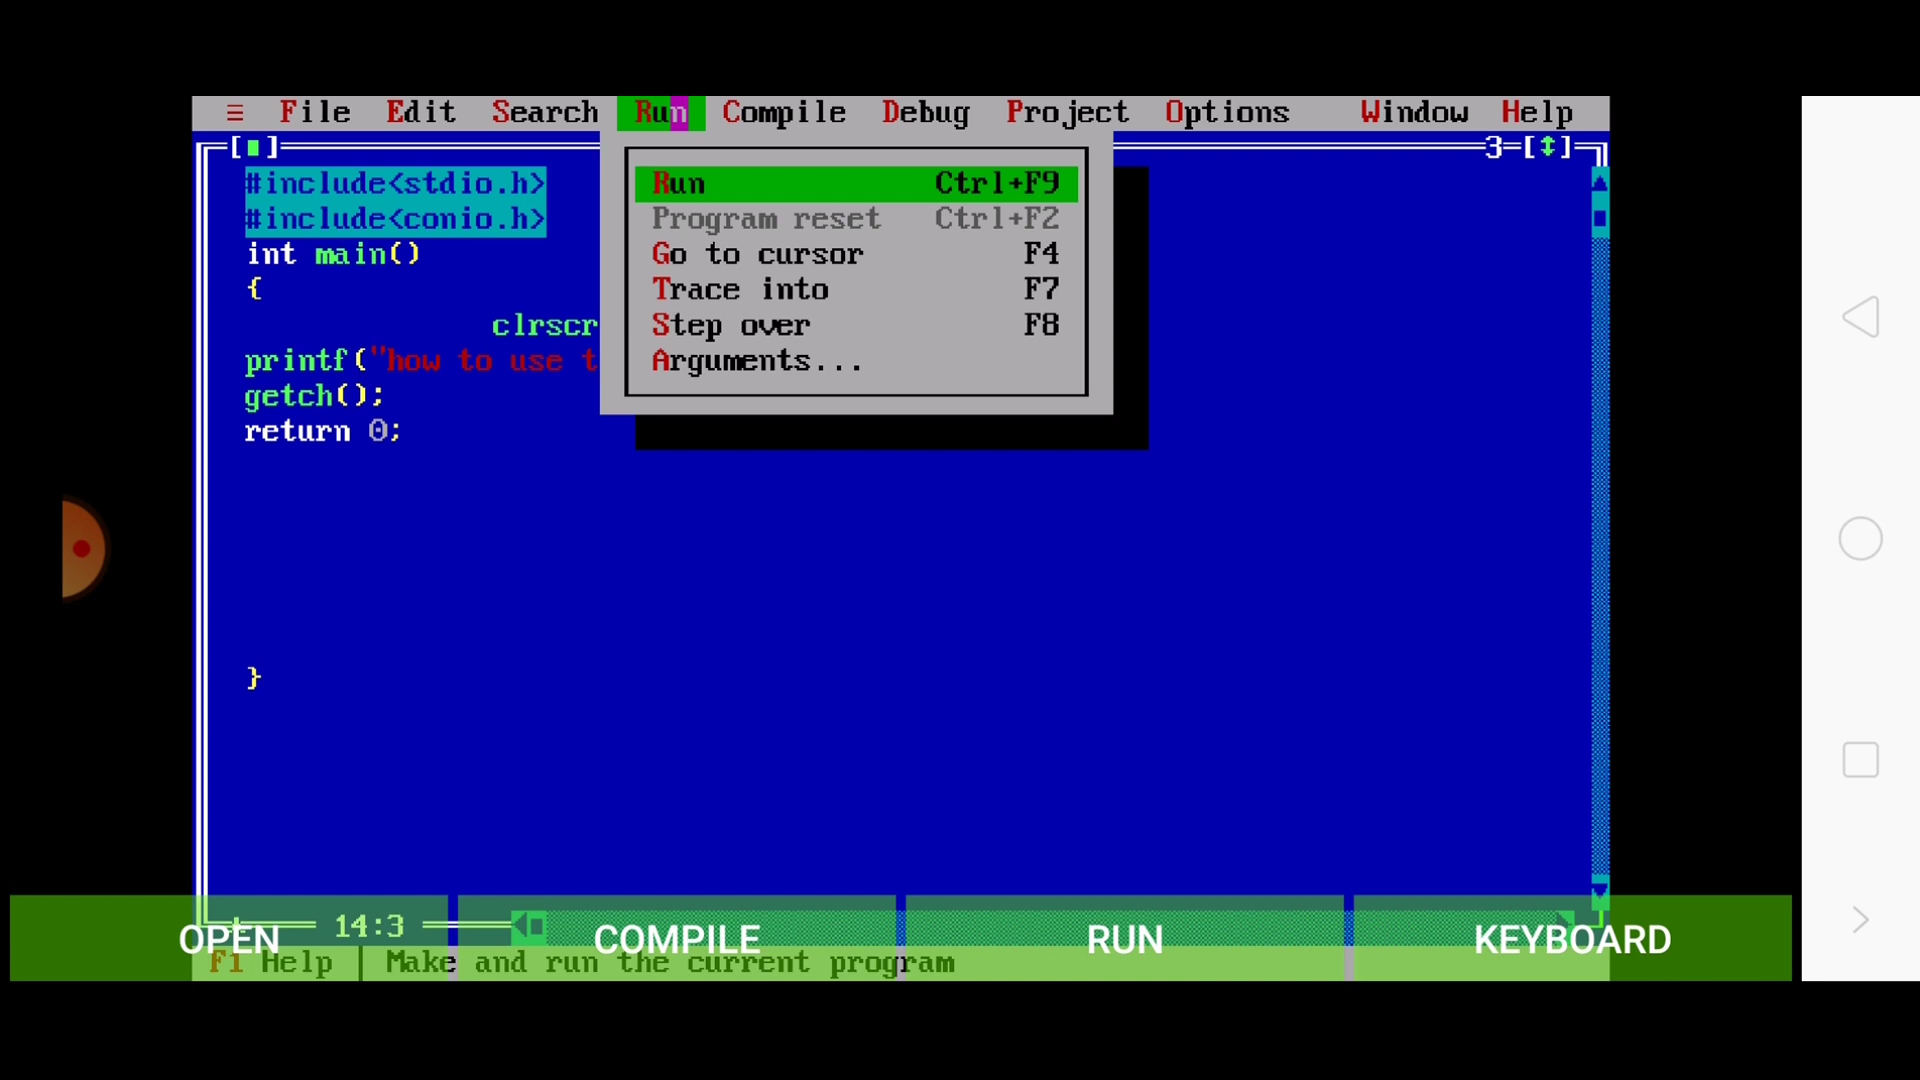 ≡ File Edit Search Run Compile Debug Project Options Window Help
[■] 3=[↕]
#include<stdio.h>
#include<conio.h>
int main()
{
clrscr
printf("how to use t
getch();
return 0;
}
Run Ctrl+F9
Program reset Ctrl+F2
Go to cursor F4
Trace into F7
Step over F8
Arguments...
14:3
OPEN COMPILE RUN KEYBOARD
F1 Help | Make and run the current program